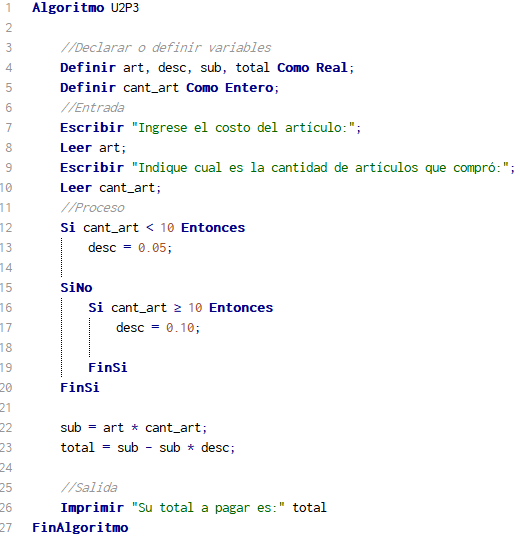 1 Algoritmo U2P3
2
3 //Declarar o definir variables
4 Definir art, desc, sub, total Como Real;
5 Definir cant_art Como Entero;
6 //Entrada
7 Escribir "Ingrese el costo del artículo:";
8 Leer art;
9 Escribir "Indique cual es la cantidad de artículos que compró:";
10 Leer cant_art;
11 //Proceso
12 Si cant_art < 10 Entonces
13 desc = 0.05;
14
15 SiNo
16 Si cant_art ≥ 10 Entonces
17 desc = 0.10;
18
19 FinSi
20 FinSi
21
22 sub = art * cant_art;
23 total = sub - sub * desc;
24
25 //Salida
26 Imprimir "Su total a pagar es:" total
27 FinAlgoritmo